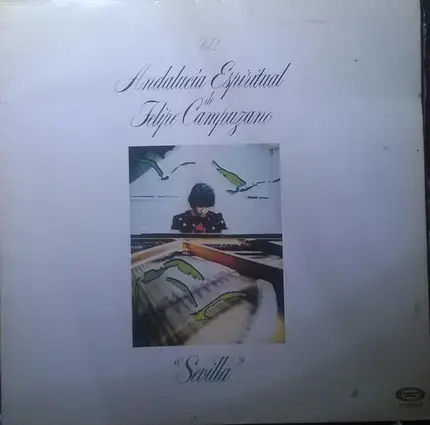 Vol.2
Andalucía Espiritual
de
Felipe Campuzano
"Sevilla"